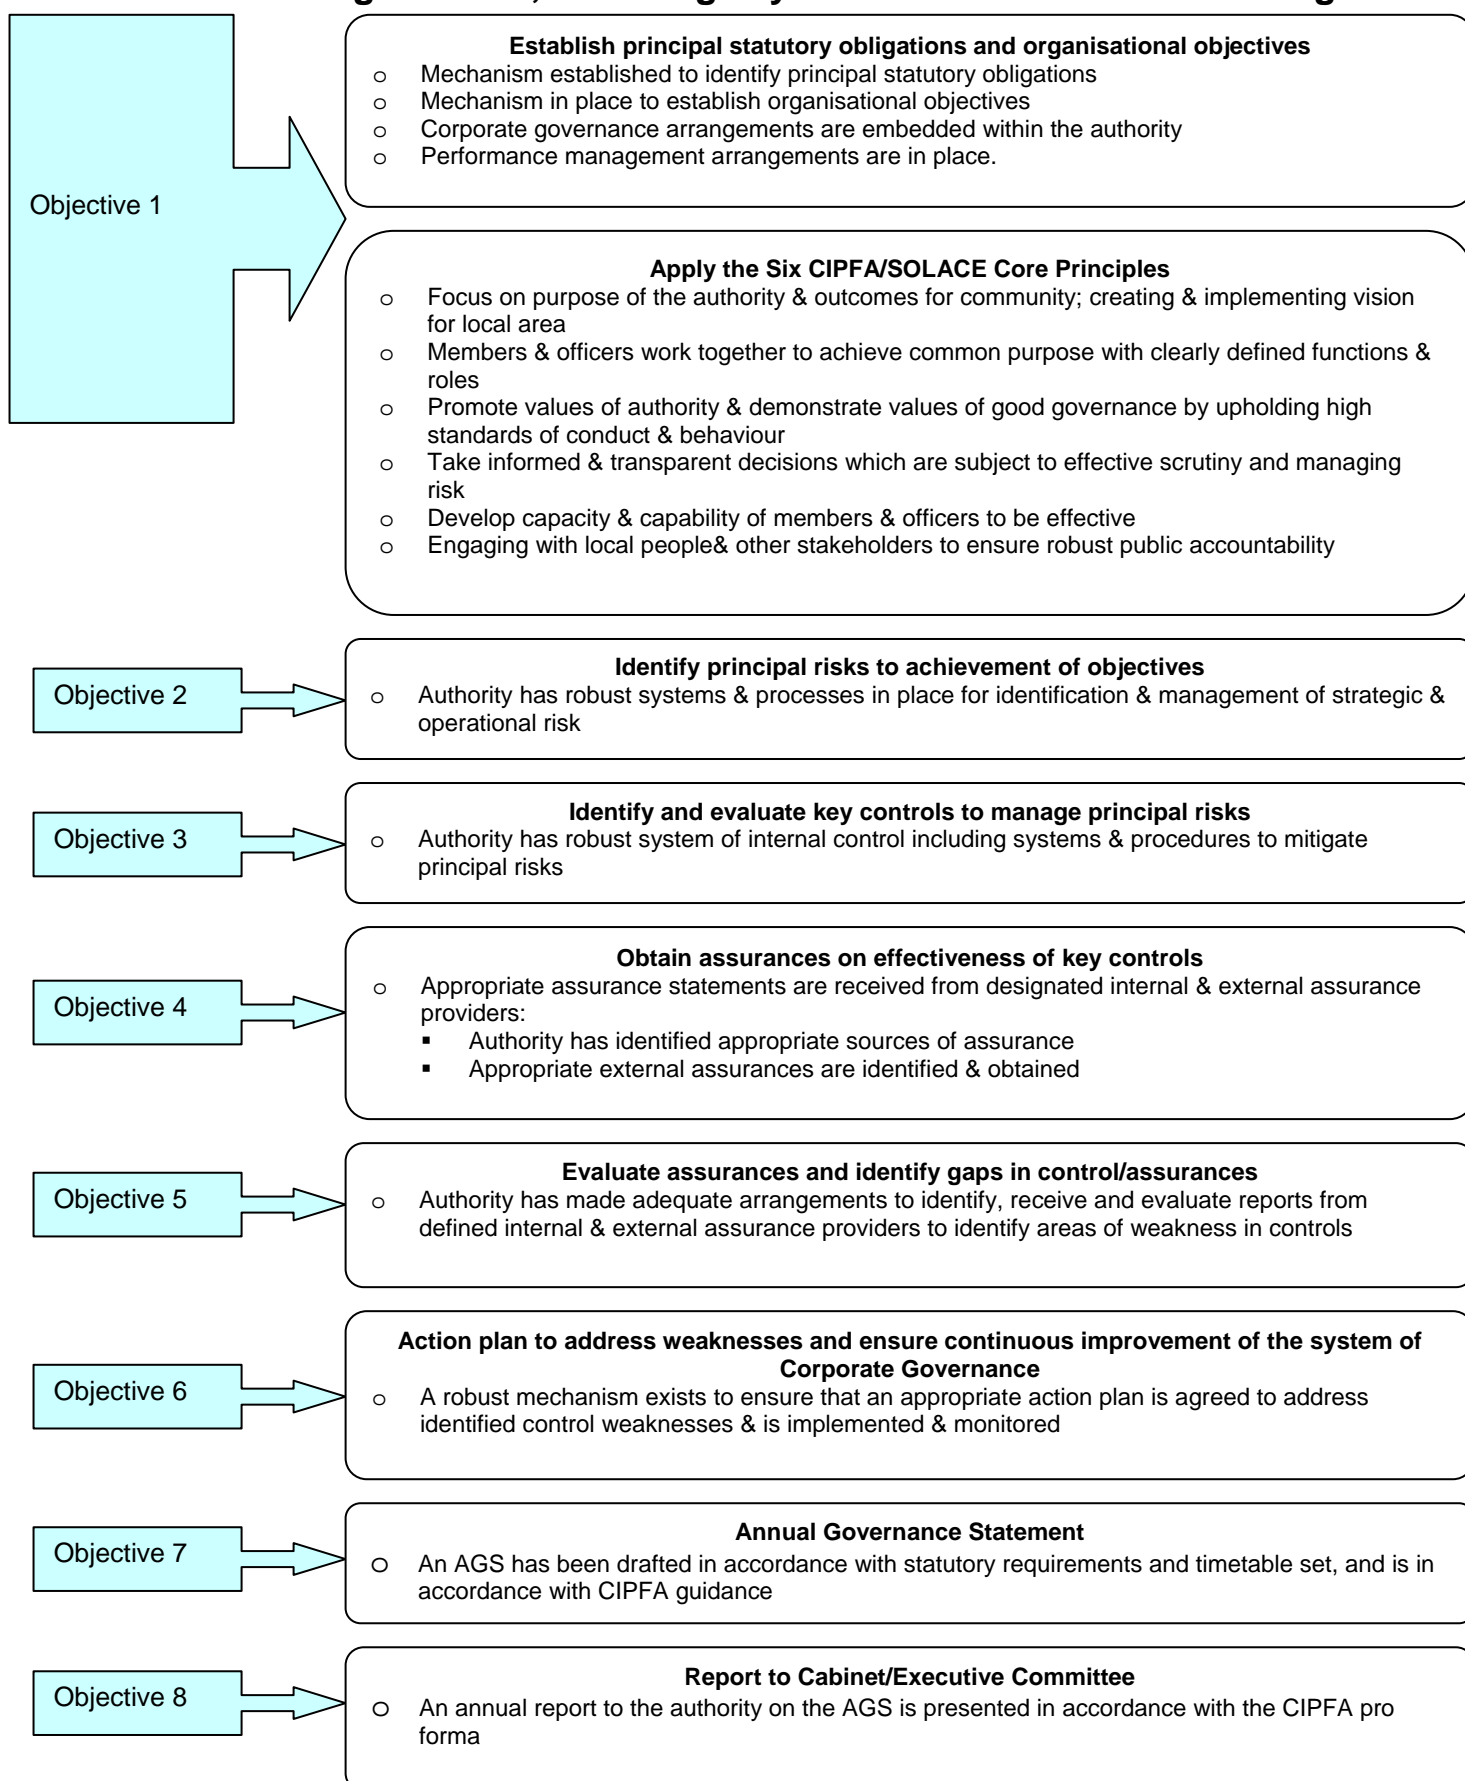 Objective 1
Establish principal statutory obligations and organisational objectives
o Mechanism established to identify principal statutory obligations
o Mechanism in place to establish organisational objectives
o Corporate governance arrangements are embedded within the authority
o Performance management arrangements are in place.
Apply the Six CIPFA/SOLACE Core Principles
o Focus on purpose of the authority & outcomes for community; creating & implementing vision
for local area
o Members & officers work together to achieve common purpose with clearly defined functions &
roles
o Promote values of authority & demonstrate values of good governance by upholding high
standards of conduct & behaviour
o Take informed & transparent decisions which are subject to effective scrutiny and managing
risk
o Develop capacity & capability of members & officers to be effective
o Engaging with local people& other stakeholders to ensure robust public accountability
Objective 2
Identify principal risks to achievement of objectives
o Authority has robust systems & processes in place for identification & management of strategic &
operational risk
Objective 3
Identify and evaluate key controls to manage principal risks
o Authority has robust system of internal control including systems & procedures to mitigate
principal risks
Objective 4
Obtain assurances on effectiveness of key controls
o Appropriate assurance statements are received from designated internal & external assurance
providers:
▪ Authority has identified appropriate sources of assurance
▪ Appropriate external assurances are identified & obtained
Objective 5
Evaluate assurances and identify gaps in control/assurances
o Authority has made adequate arrangements to identify, receive and evaluate reports from
defined internal & external assurance providers to identify areas of weakness in controls
Objective 6
Action plan to address weaknesses and ensure continuous improvement of the system of
Corporate Governance
o A robust mechanism exists to ensure that an appropriate action plan is agreed to address
identified control weaknesses & is implemented & monitored
Objective 7
Annual Governance Statement
o An AGS has been drafted in accordance with statutory requirements and timetable set, and is in
accordance with CIPFA guidance
Objective 8
Report to Cabinet/Executive Committee
o An annual report to the authority on the AGS is presented in accordance with the CIPFA pro
forma